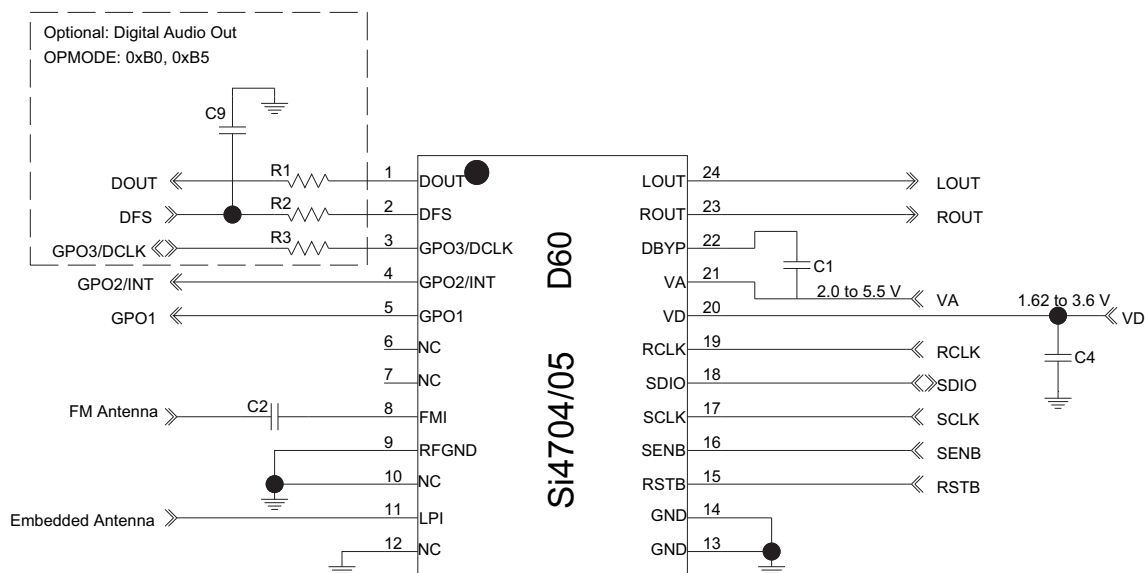 Optional: Digital Audio Out
OPMODE: 0xB0, 0xB5
C9
DOUT
R1
1
DOUT
DFS
R2
2
DFS
GPO3/DCLK
R3
3
GPO3/DCLK
GPO2/INT
4
GPO2/INT
GPO1
5
GPO1
6
NC
7
NC
FM Antenna
C2
8
FMI
9
RFGND
10
NC
Embedded Antenna
11
LPI
12
NC
Si4704/05
D60
LOUT
24
LOUT
ROUT
23
ROUT
DBYP
22
C1
VA
21
2.0 to 5.5 V
VA
VD
20
1.62 to 3.6 V
VD
C4
RCLK
19
RCLK
SDIO
18
SDIO
SCLK
17
SCLK
SENB
16
SENB
RSTB
15
RSTB
GND
14
GND
13